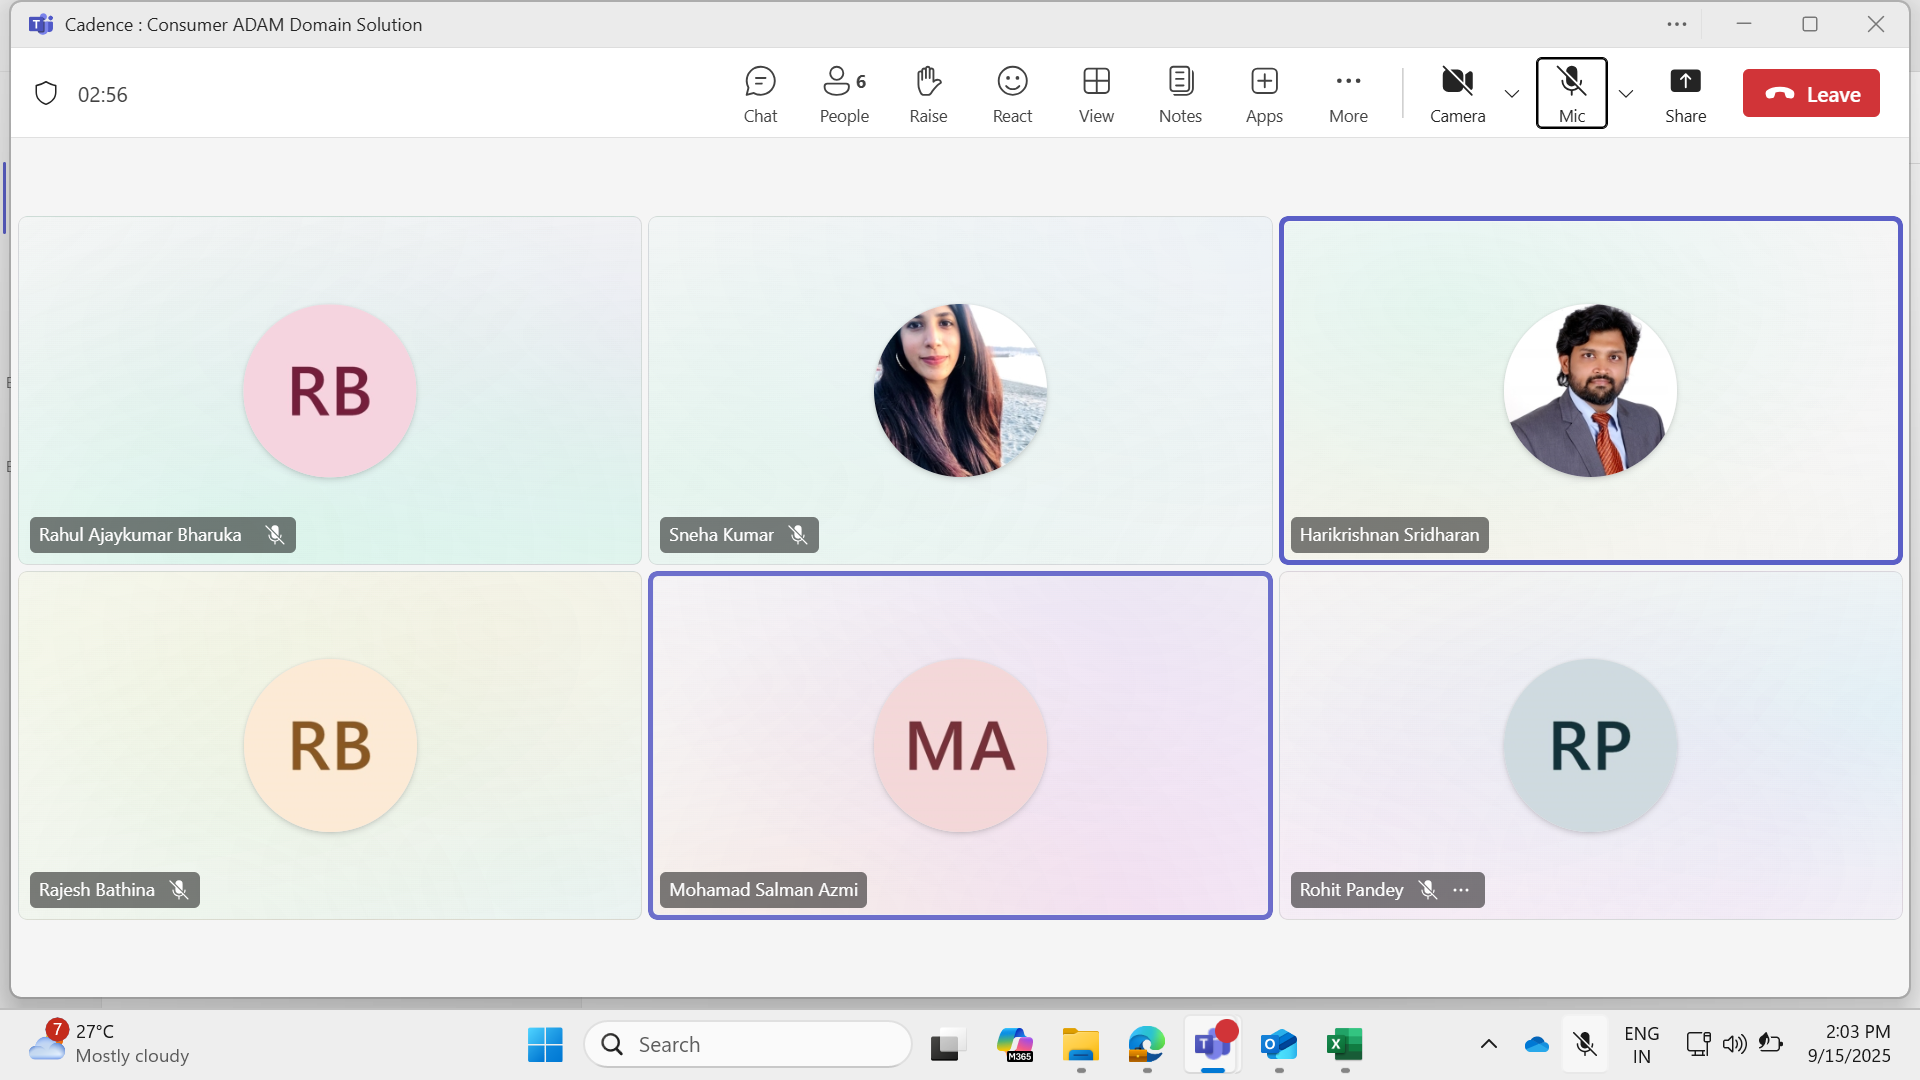 Cadence : Consumer ADAM Domain Solution
02:56
Chat
People
6
Raise
React
View
Notes
Apps
More
Camera
Mic
Share
Leave
RB
Rahul Ajaykumar Bharuka
Sneha Kumar
Harikrishnan Sridharan
RB
Rajesh Bathina
MA
Mohamad Salman Azmi
RP
Rohit Pandey
7
27°C
Mostly cloudy
Search
M365
T
O
X
ENG
IN
2:03 PM
9/15/2025